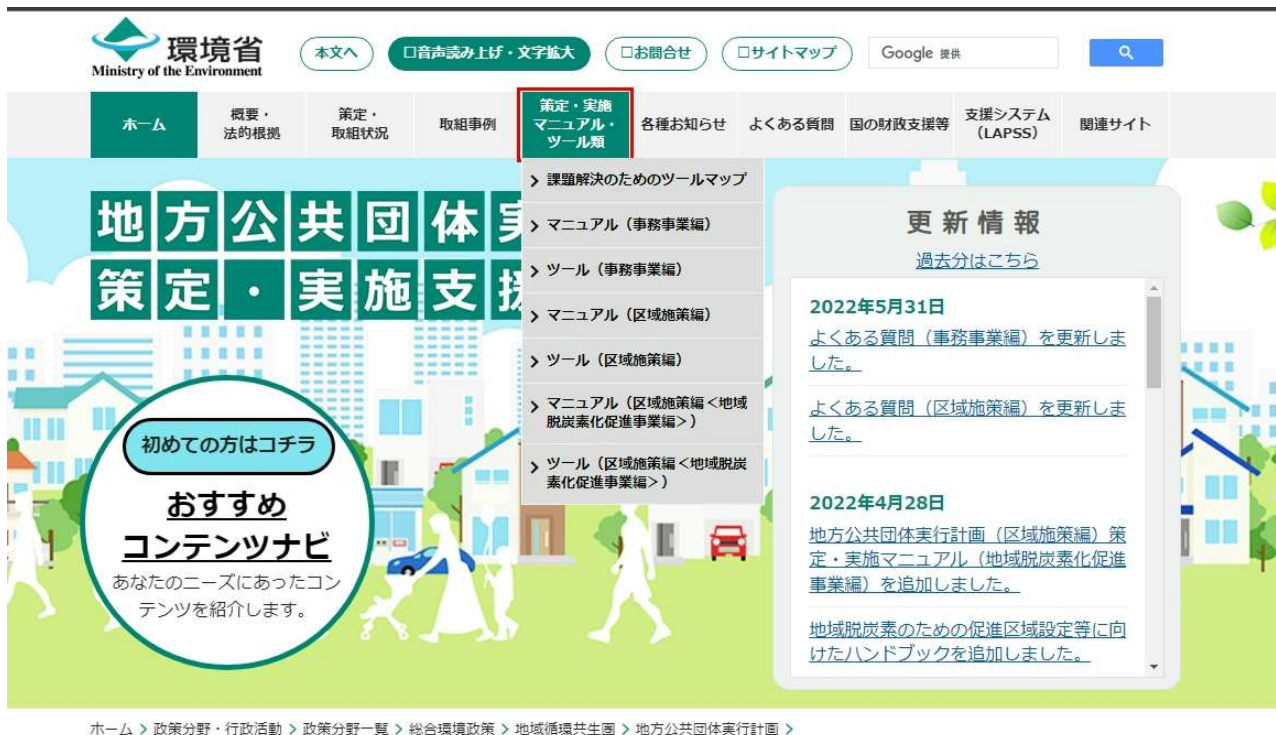 環境省
Ministry of the Environment
本文へ
□音声読み上げ・文字拡大
□お問合せ
□サイトマップ
Google 提供
ホーム
概要・
法的根拠
策定・
取組状況
取組事例
策定・実施
マニュアル・
ツール類
各種お知らせ
よくある質問
国の財政支援等
支援システム
（LAPSS）
関連サイト
課題解決のためのツールマップ
マニュアル（事務事業編）
ツール（事務事業編）
マニュアル（区域施策編）
ツール（区域施策編）
マニュアル（区域施策編＜地域
脱炭素化促進事業編＞）
ツール（区域施策編＜地域脱炭
素化促進事業編＞）
地方公共団体実
策定・実施支援
初めての方はコチラ
おすすめ
コンテンツナビ
あなたのニーズにあったコン
テンツを紹介します。
更新情報
過去分はこちら
2022年5月31日
よくある質問（事務事業編）を更新しま
した。
よくある質問（区域施策編）を更新しま
した。
2022年4月28日
地方公共団体実行計画（区域施策編）策
定・実施マニュアル（地域脱炭素化促進
事業編）を追加しました。
地域脱炭素のための促進区域設定等に向
けたハンドブックを追加しました。
ホーム > 政策分野・行政活動 > 政策分野一覧 > 総合環境政策 > 地域循環共生圏 > 地方公共団体実行計画 >